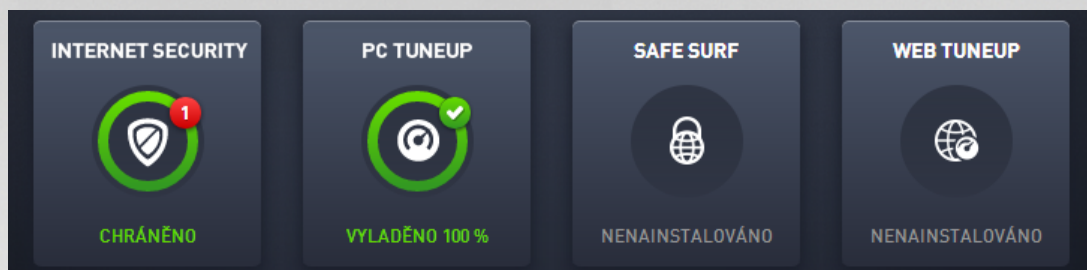 INTERNET SECURITY
1
CHRÁNĚNO
PC TUNEUP
VYLADĚNO 100 %
SAFE SURF
NENAINSTALOVÁNO
WEB TUNEUP
NENAINSTALOVÁNO